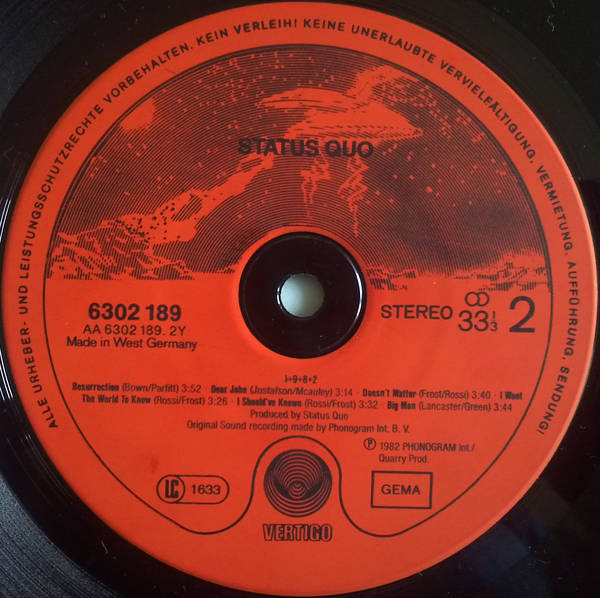 ALLE URHEBER- UND LEISTUNGSSCHUTZRECHTE VORBEHALTEN. KEIN VERLEIH! KEINE UNERLAUBTE VERVIELFÄLTIGUNG, VERMIETUNG, AUFFÜHRUNG, SENDUNG!
STATUS QUO
6302 189
AA 6302 189. 2Y
Made in West Germany
STEREO 33 1/3 2
1+9+8+2
Resurrection (Bown/Parfitt) 3:52 · Dear John (Gustafson/Mcauley) 3:14 · Doesn't Matter (Frost/Rossi) 3:40 · I Want
The World To Know (Rossi/Frost) 3:26 · I Should've Known (Rossi/Frost) 3:32 · Big Man (Lancaster/Green) 3:44
Produced by Status Quo
Original Sound recording made by Phonogram Int. B. V.
℗ 1982 PHONOGRAM Int./
Quarry Prod.
LC 1633
GEMA
VERTIGO